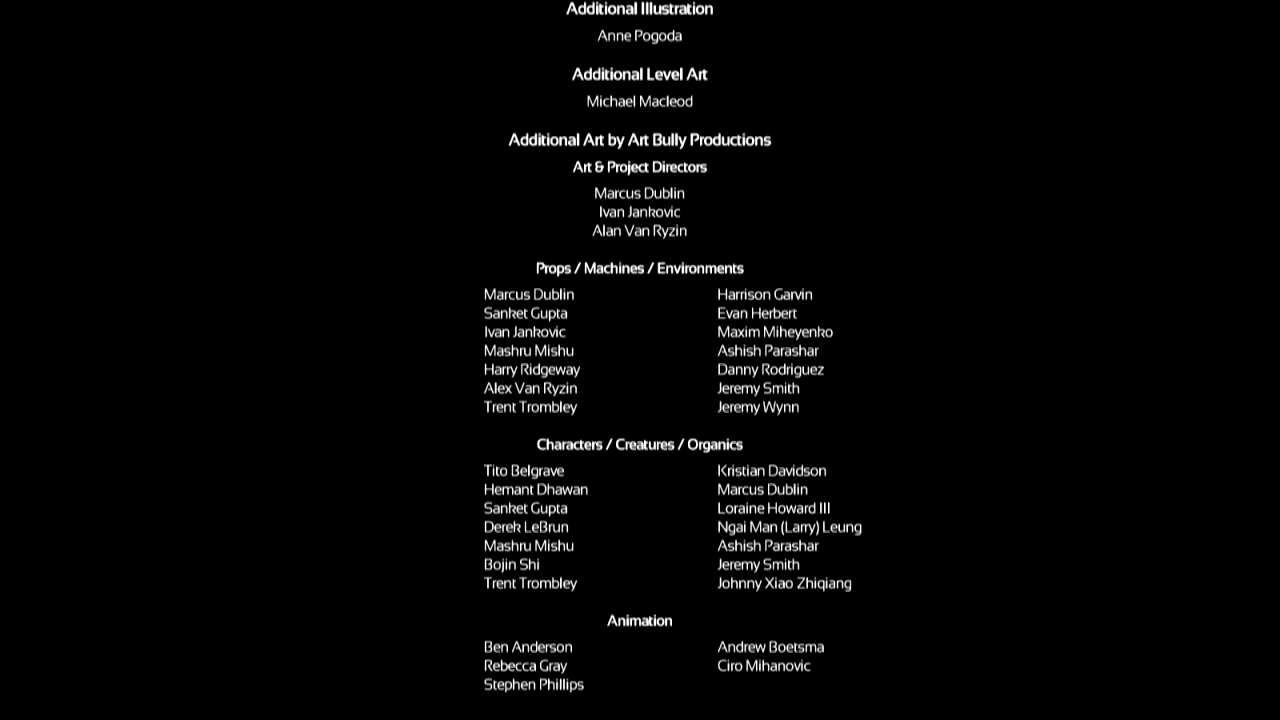 Additional Illustration
Anne Pogoda
Additional Level Art
Michael Macleod
Additional Art by Art Bully Productions
Art & Project Directors
Marcus Dublin
Ivan Jankovic
Alan Van Ryzin
Props / Machines / Environments
Marcus Dublin Harrison Garvin
Sanket Gupta Evan Herbert
Ivan Jankovic Maxim Miheyenko
Mashru Mishu Ashish Parashar
Harry Ridgeway Danny Rodriguez
Alex Van Ryzin Jeremy Smith
Trent Trombley Jeremy Wynn
Characters / Creatures / Organics
Tito Belgrave Kristian Davidson
Hemant Dhawan Marcus Dublin
Sanket Gupta Loraine Howard III
Derek LeBrun Ngai Man (Larry) Leung
Mashru Mishu Ashish Parashar
Bojin Shi Jeremy Smith
Trent Trombley Johnny Xiao Zhiqiang
Animation
Ben Anderson Andrew Boetsma
Rebecca Gray Ciro Mihanovic
Stephen Phillips